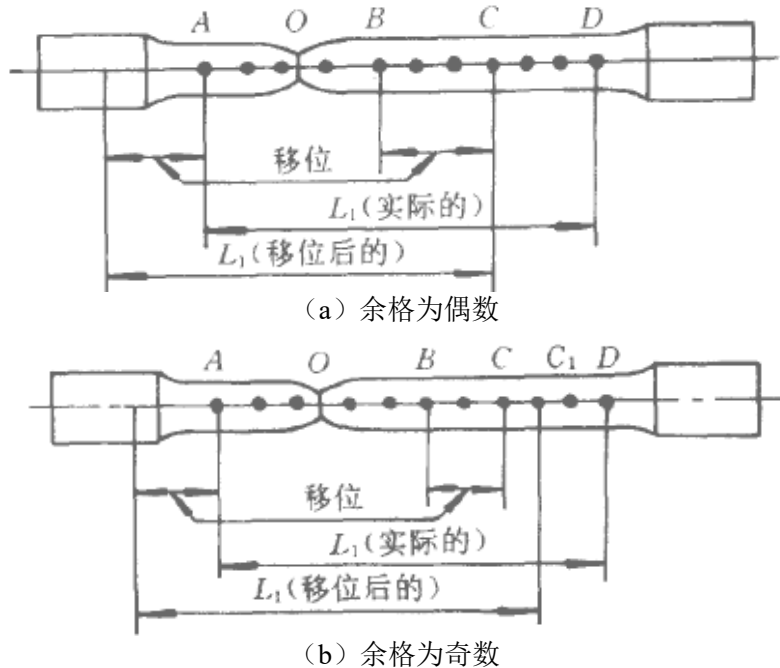 A O B C D
移位
L₁(实际的)
L₁(移位后的)
（a）余格为偶数
A O B C C₁ D
移位
L₁(实际的)
L₁(移位后的)
（b）余格为奇数